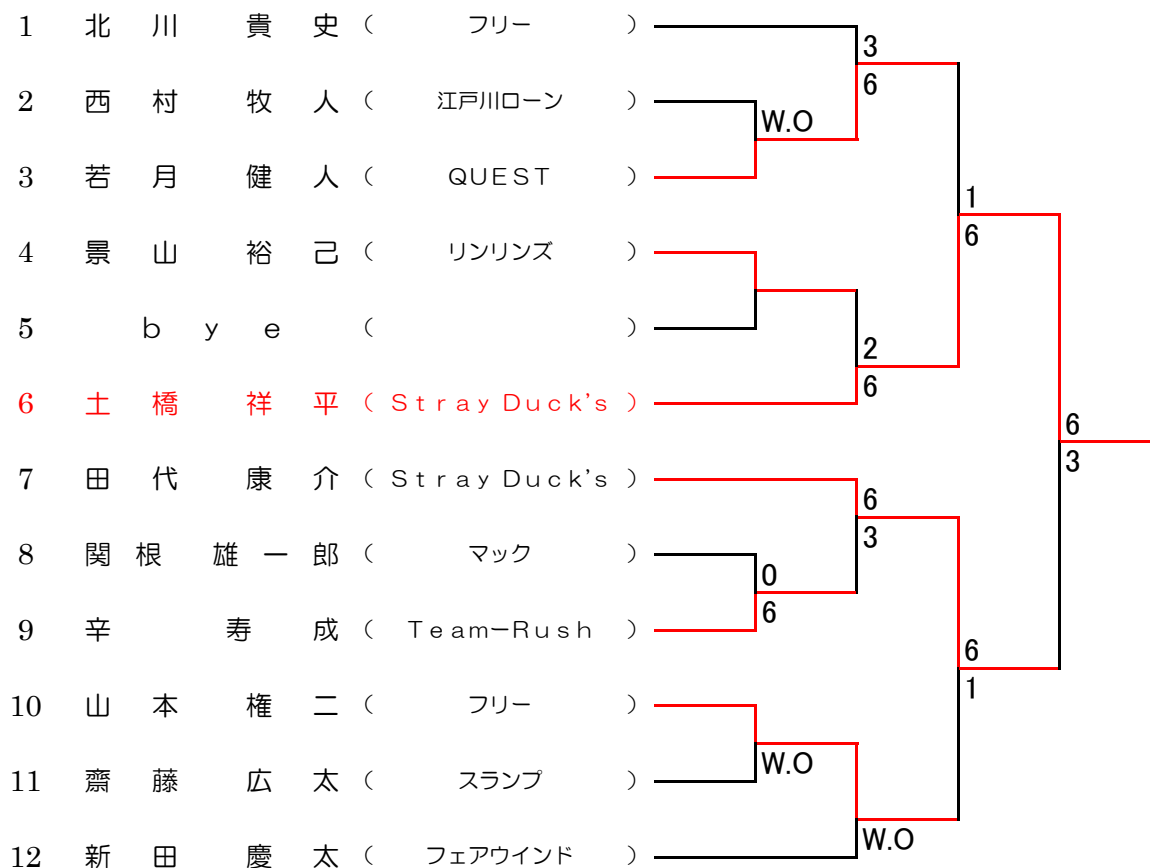 1 北川 貴史 ( フリー ) 3
6
2 西村 牧人 ( 江戸川ローン ) W.O
3 若月 健人 ( QUEST ) 1
6
4 景山 裕己 ( リンリンズ )
5 bye ( ) 2
6
6 土橋 祥平 ( Stray Duck's ) 6
3
7 田代 康介 ( Stray Duck's ) 6
3
8 関根 雄一郎 ( マック ) 0
6
9 辛 寿成 ( Team-Rush ) 6
1
10 山本 権二 ( フリー ) W.O
11 齋藤 広太 ( スランプ ) W.O
12 新田 慶太 ( フェアウインド )